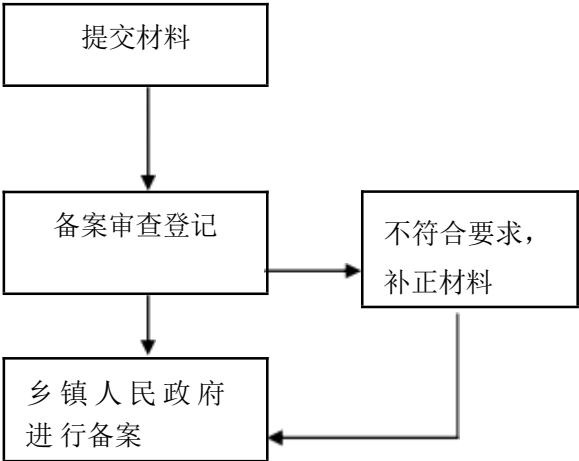 提交材料
备案审查登记
不符合要求，
补正材料
乡镇人民政府
进行备案